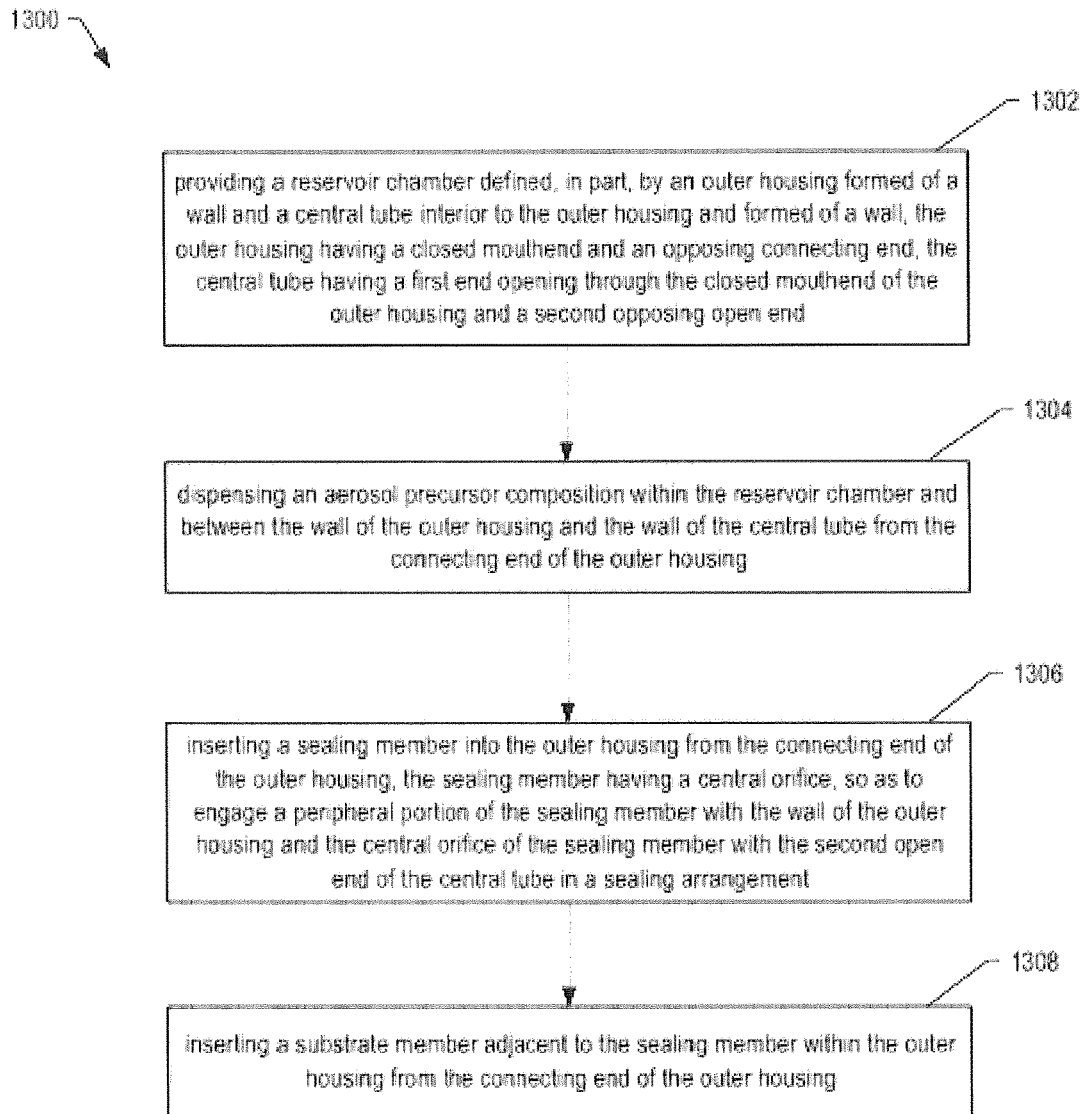 1300
1302
providing a reservoir chamber defined, in part, by an outer housing formed of a
wall and a central tube interior to the outer housing and formed of a wall, the
outer housing having a closed mouthend and an opposing connecting end, the
central tube having a first end opening through the closed mouthend of the
outer housing and a second opposing open end
1304
dispensing an aerosol precursor composition within the reservoir chamber and
between the wall of the outer housing and the wall of the central tube from the
connecting end of the outer housing
1306
inserting a sealing member into the outer housing from the connecting end of
the outer housing, the sealing member having a central orifice, so as to
engage a peripheral portion of the sealing member with the wall of the outer
housing and the central orifice of the sealing member with the second open
end of the central tube in a sealing arrangement
1308
inserting a substrate member adjacent to the sealing member within the outer
housing from the connecting end of the outer housing